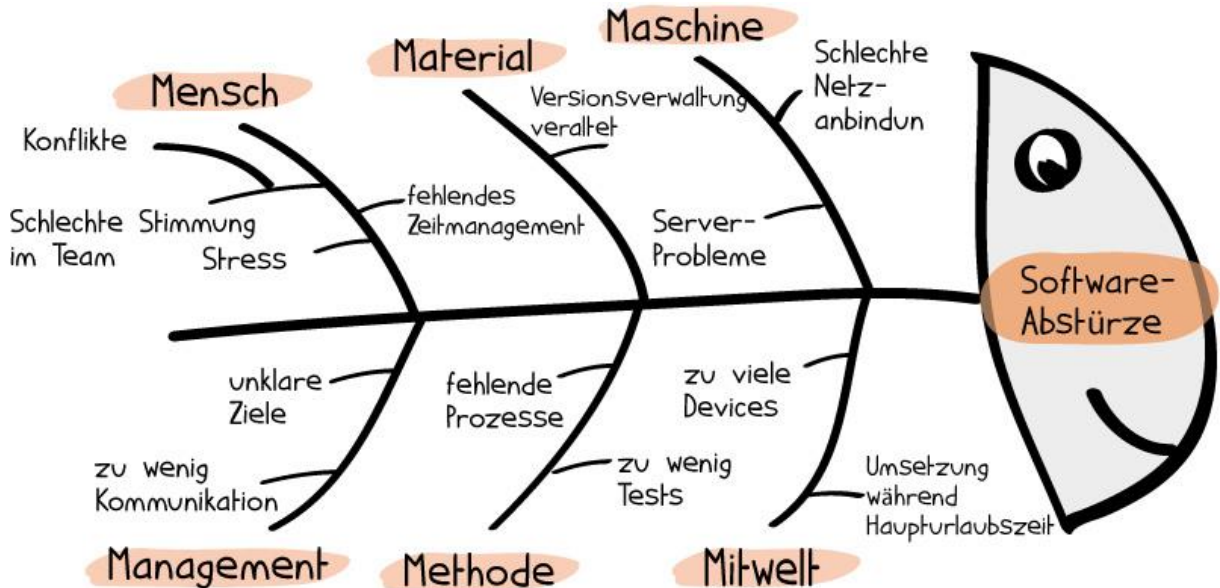 Mensch
Konflikte
Schlechte Stimmung
im Team
Stress
fehlendes
Zeitmanagement
Material
Versionsverwaltung
veraltet
Maschine
Schlechte
Netz-
anbindun
Server-
Probleme
Software-
Abstürze
unklare
Ziele
zu wenig
Kommunikation
Management
fehlende
Prozesse
zu wenig
Tests
Methode
zu viele
Devices
Umsetzung
während
Haupturlaubszeit
Mitwelt